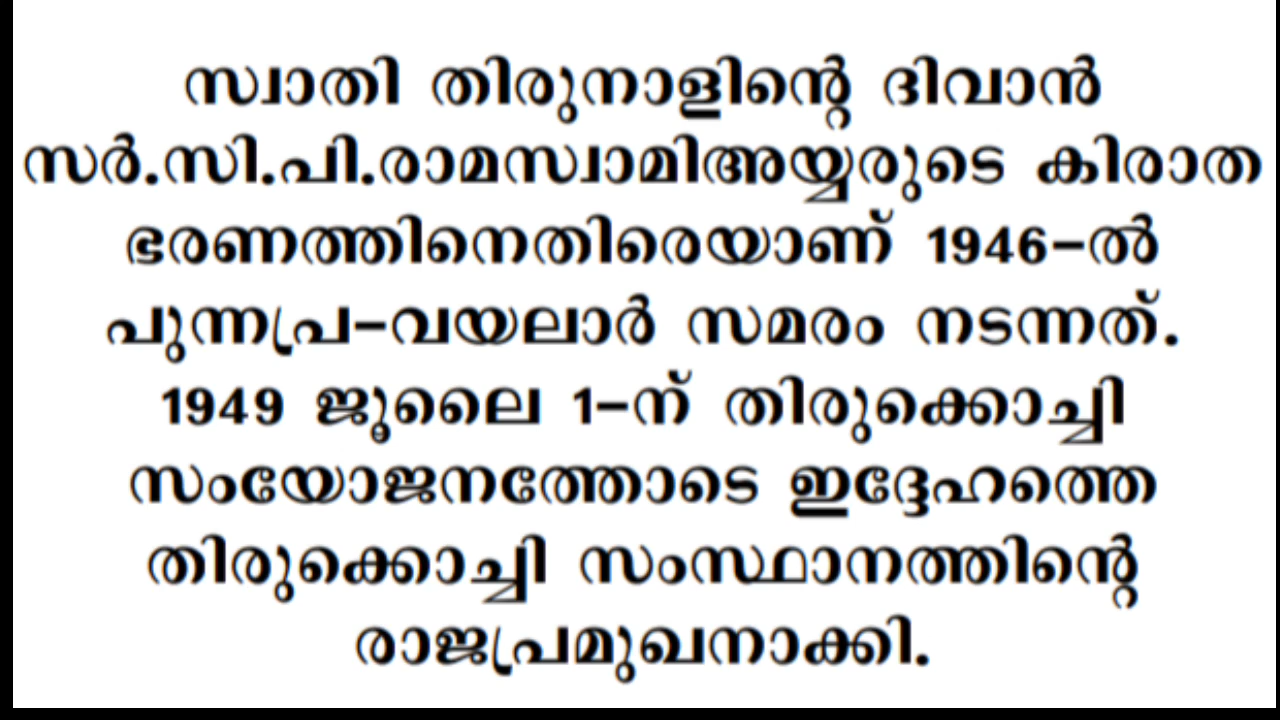 സ്വാതി തിരുനാളിന്റെ ദിവാൻ
സർ.സി.പി.രാമസ്വാമിഅയ്യരുടെ കിരാത
ഭരണത്തിനെതിരെയാണ് 1946-ൽ
പുന്നപ്ര-വയലാർ സമരം നടന്നത്.
1949 ജൂലൈ 1-ന് തിരുക്കൊച്ചി
സംയോജനത്തോടെ ഇദ്ദേഹത്തെ
തിരുക്കൊച്ചി സംസ്ഥാനത്തിന്റെ
രാജപ്രമുഖനാക്കി.